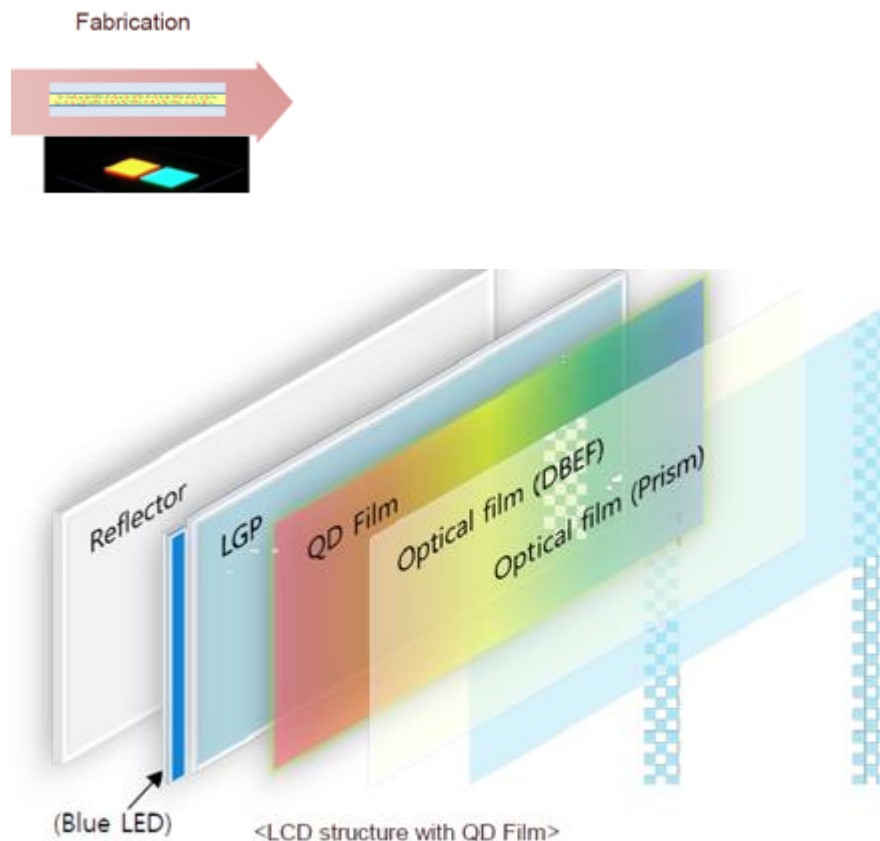 Fabrication
Reflector
LGP
QD Film
Optical film (DBEF)
Optical film (Prism)
(Blue LED)
<LCD structure with QD Film>